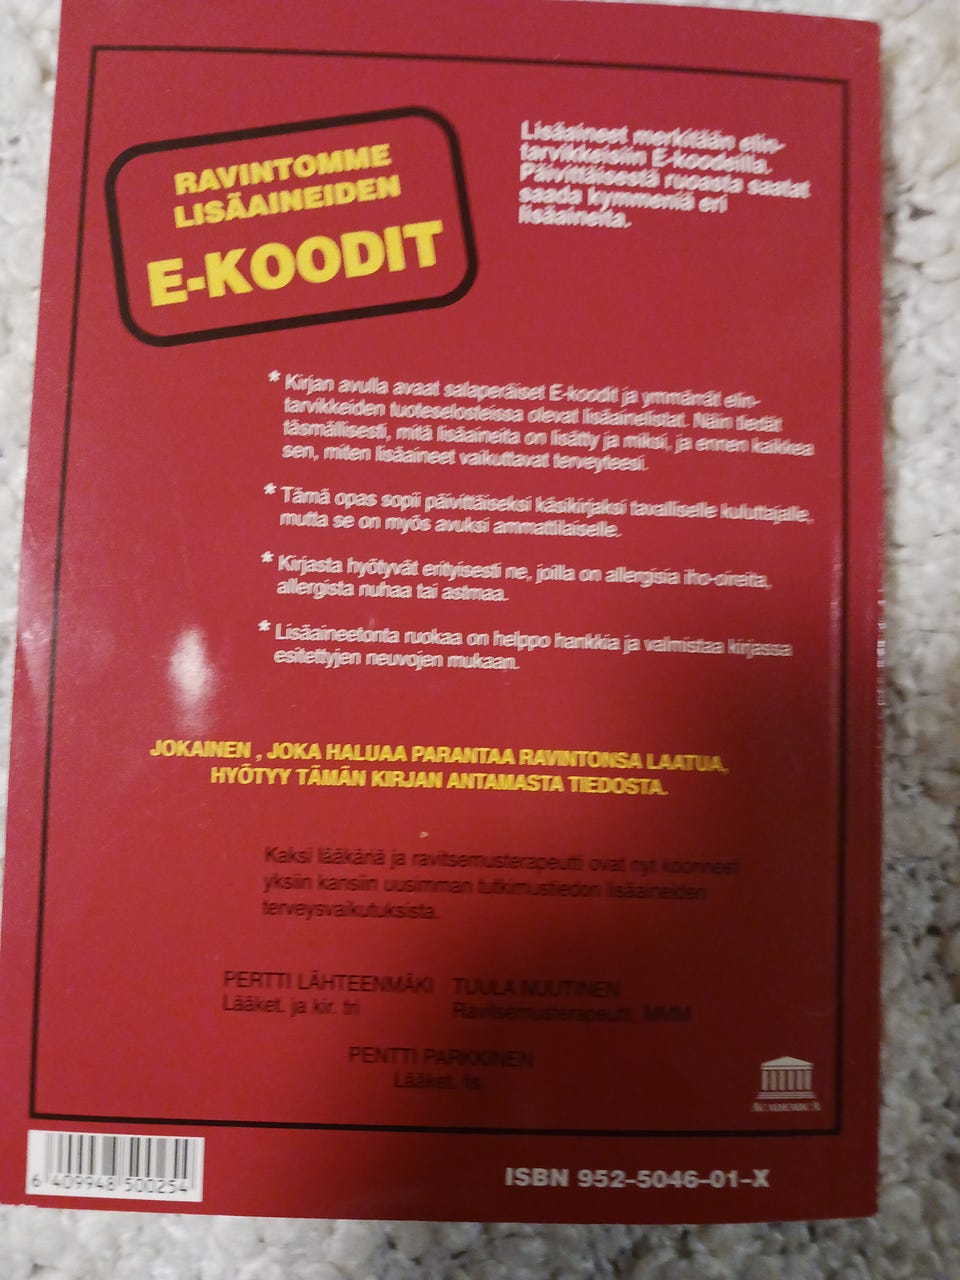 RAVINTOMME
LISÄAINEIDEN
E-KOODIT
Lisäaineet merkitään elin-
tarvikkeisiin E-koodeilla.
Päivittäisestä ruoasta saatat
saada kymmeniä eri
lisäaineita.
* Kirjan avulla avaat salaperäiset E-koodit ja ymmärrät elin-
tarvikkeiden tuoteselosteissa olevat lisäainelistat. Näin tiedät
täsmällisesti, mitä lisäaineita on lisätty ja miksi, ja ennen kaikkea
sen, miten lisäaineet vaikuttavat terveyteesi.
* Tämä opas sopii päivittäiseksi käsikirjaksi tavalliselle kuluttajalle,
mutta se on myös avuksi ammattilaiselle.
* Kirjasta hyötyvät erityisesti ne, joilla on allergisia iho-oireita,
allergista nuhaa tai astmaa.
* Lisäaineetonta ruokaa on helppo hankkia ja valmistaa kirjassa
esitettyjen neuvojen mukaan.
JOKAINEN , JOKA HALUAA PARANTAA RAVINTONSA LAATUA,
HYÖTYY TÄMÄN KIRJAN ANTAMASTA TIEDOSTA.
Kaksi lääkäriä ja ravitsemusterapeutti ovat nyt koonneet
yksiin kansiin uusimman tutkimustiedon lisäaineiden
terveysvaikutuksista.
PERTTI LÄHTEENMÄKI TUULA NUUTINEN
Lääket. ja kir. tri Ravitsemusterapeutti, MMM
PENTTI PARKKINEN
Lääket. lis.
ACADEMICA
6 409948 500254
ISBN 952-5046-01-X